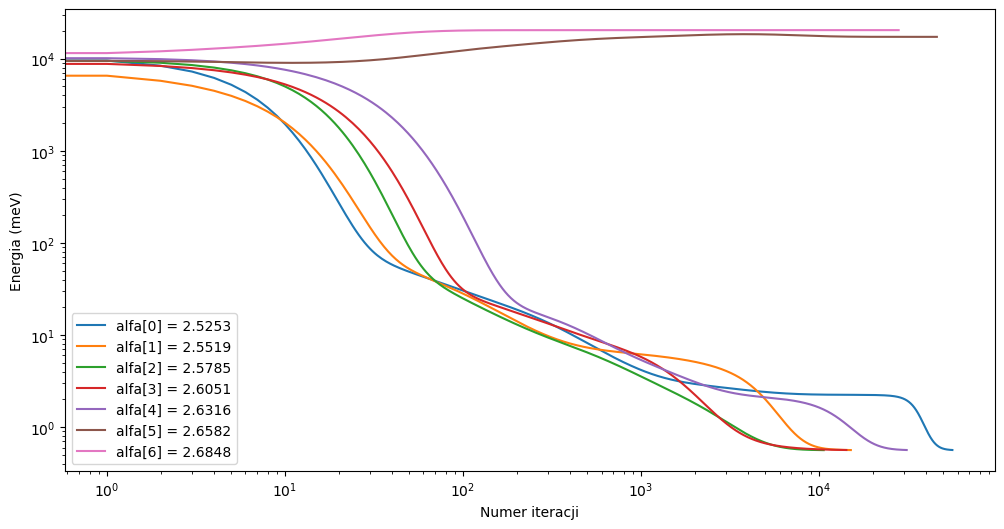 10⁴
10³
10²
10¹
10⁰
Energia (meV)
alfa[0] = 2.5253
alfa[1] = 2.5519
alfa[2] = 2.5785
alfa[3] = 2.6051
alfa[4] = 2.6316
alfa[5] = 2.6582
alfa[6] = 2.6848
10⁰ 10¹ 10² 10³ 10⁴
Numer iteracji